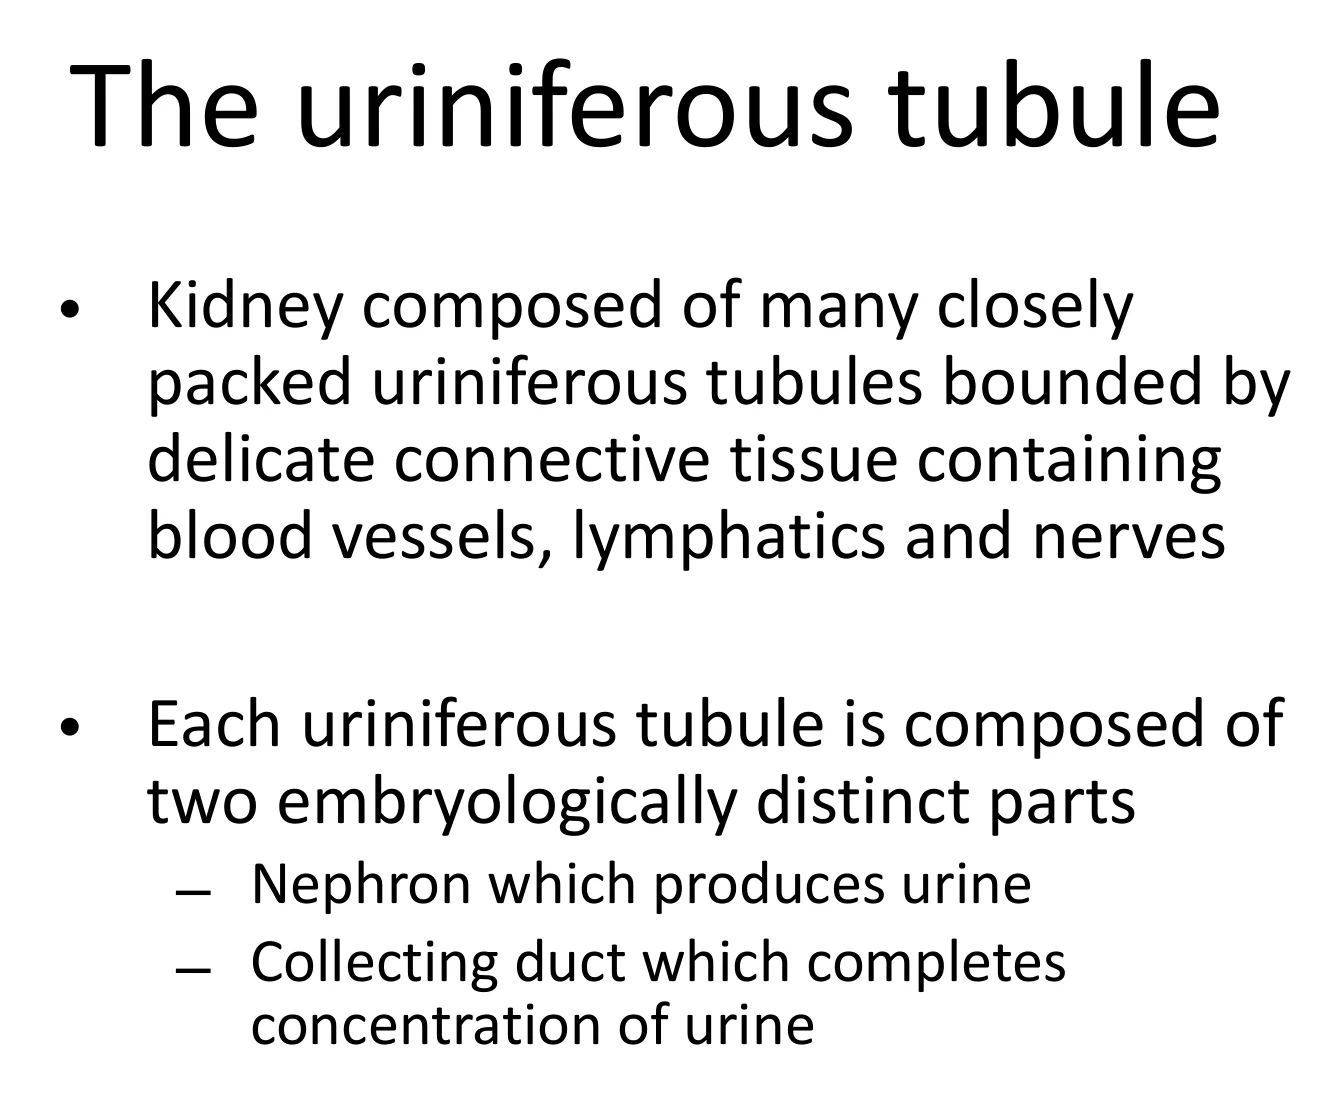 The uriniferous tubule
• Kidney composed of many closely
packed uriniferous tubules bounded by
delicate connective tissue containing
blood vessels, lymphatics and nerves
• Each uriniferous tubule is composed of
two embryologically distinct parts
– Nephron which produces urine
– Collecting duct which completes
concentration of urine